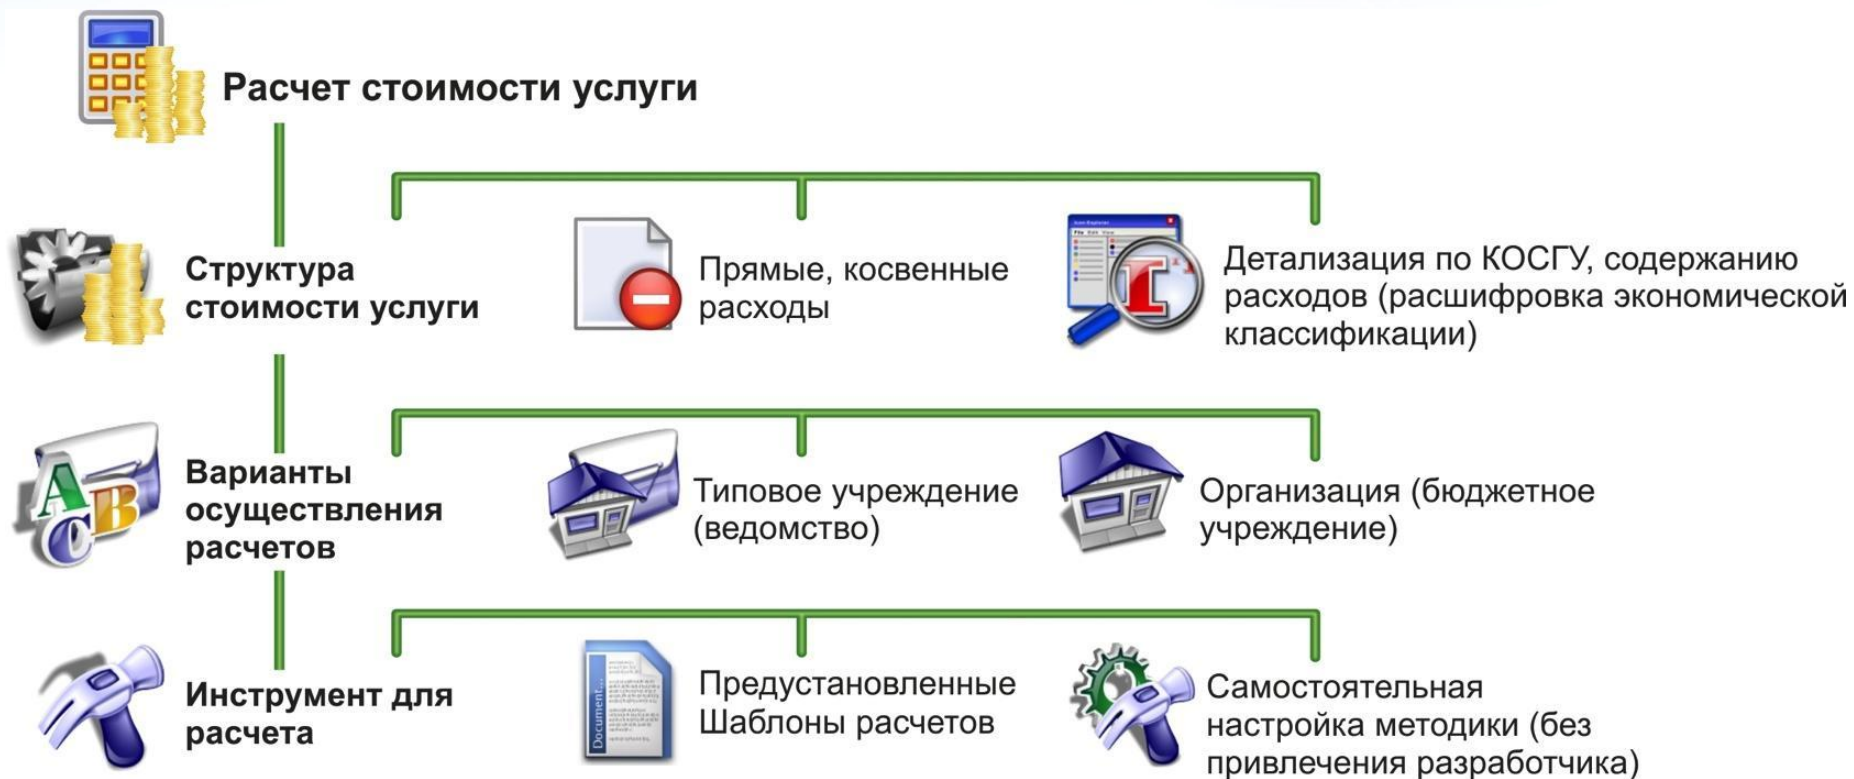 Расчет стоимости услуги
Структура
стоимости услуги
Прямые, косвенные
расходы
Детализация по КОСГУ, содержанию
расходов (расшифровка экономической
классификации)
Варианты
осуществления
расчетов
Типовое учреждение
(ведомство)
Организация (бюджетное
учреждение)
Инструмент для
расчета
Document...
Предустановленные
Шаблоны расчетов
Самостоятельная
настройка методики (без
привлечения разработчика)